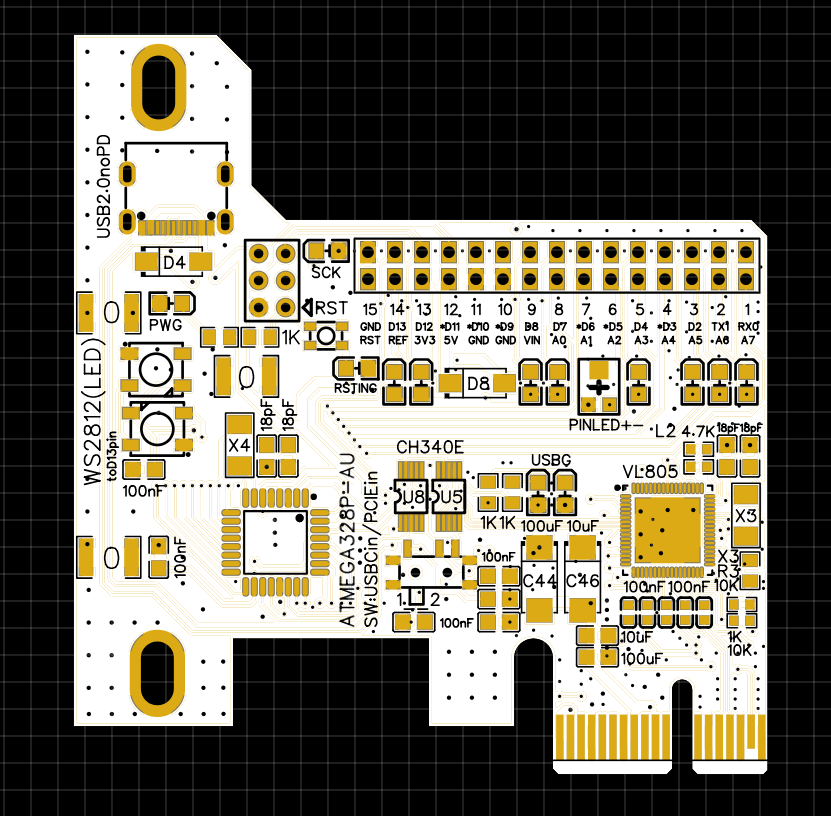 USB2.0noPD
D4
SCK
PWG
RST
1K
15 14 13 12 11 10 9 8 7 6 5 4 3 2 1
GND D13 D12 *D11 *D10 *D9 B8 D7 *D6 *D5 D4 *D3 D2 TX1 RX0
RST REF 3V3 5V GND GND VIN A0 A1 A2 A3 A4 A5 A6 A7
RSTING
D8
PINLED+-
WS2812(LED)
toD13pin
18pF
18pF
X4
100nF
CH340E
L2 4.7K
18pF 18pF
USBG
VL805
U8
U5
1K 1K
X3
100uF 10uF
ATMEGA328P-AU
SW:USBCin/PCIEin
100nF
100nF
C44
C46
X3
R3
10K
100nF 100nF
1 2
100nF
10uF
100uF
1K
10K